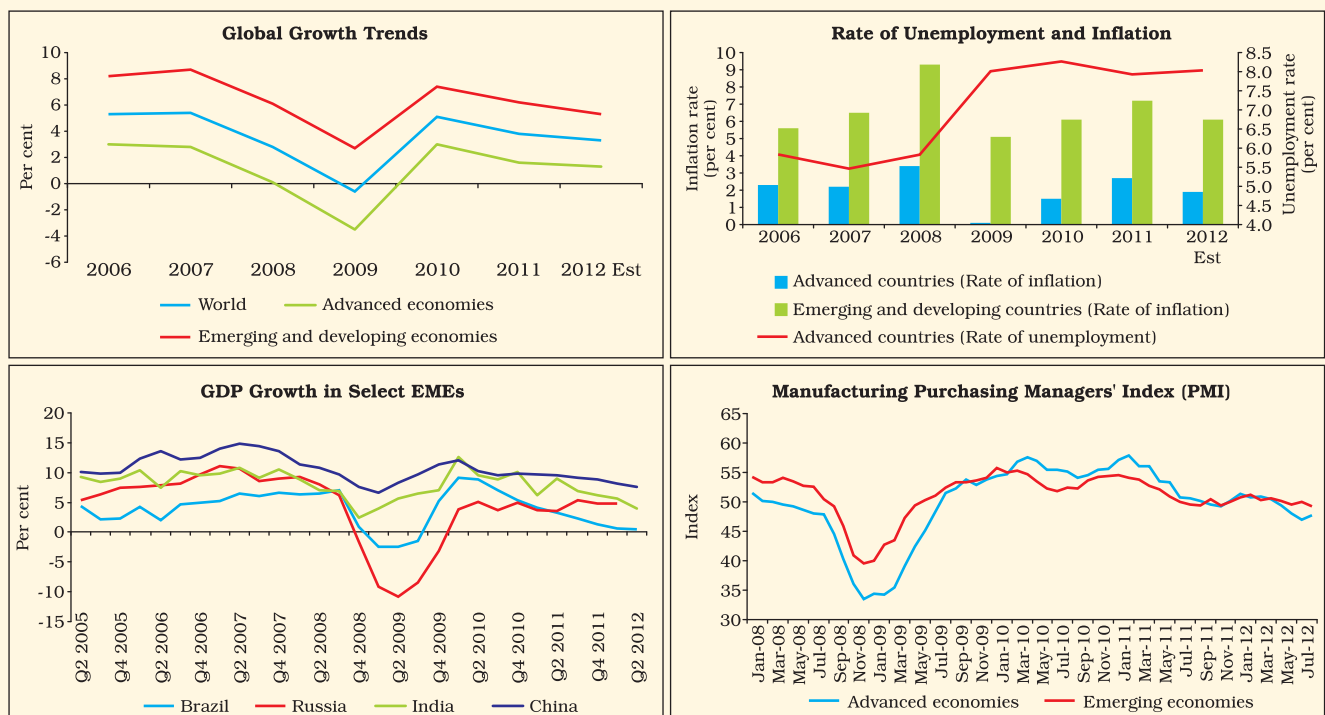 Global Growth Trends
Per cent
10
8
6
4
2
0
-2
-4
-6
2006 2007 2008 2009 2010 2011 2012 Est
World Advanced economies
Emerging and developing economies
Rate of Unemployment and Inflation
Inflation rate
(per cent)
10
9
8
7
6
5
4
3
2
1
0
8.5
8.0
7.5
7.0
6.5
6.0
5.5
5.0
4.5
4.0
Unemployment rate
(per cent)
2006 2007 2008 2009 2010 2011 2012
Est
Advanced countries (Rate of inflation)
Emerging and developing countries (Rate of inflation)
Advanced countries (Rate of unemployment)
GDP Growth in Select EMEs
Per cent
20
15
10
5
0
-5
-10
-15
Q2 2005
Q4 2005
Q2 2006
Q4 2006
Q2 2007
Q4 2007
Q2 2008
Q4 2008
Q2 2009
Q4 2009
Q2 2010
Q4 2010
Q2 2011
Q4 2011
Q2 2012
Brazil Russia India China
Manufacturing Purchasing Managers' Index (PMI)
Index
65
60
55
50
45
40
35
30
Jan-08
Mar-08
May-08
Jul-08
Sep-08
Nov-08
Jan-09
Mar-09
May-09
Jul-09
Sep-09
Nov-09
Jan-10
Mar-10
May-10
Jul-10
Sep-10
Nov-10
Jan-11
Mar-11
May-11
Jul-11
Sep-11
Nov-11
Jan-12
Mar-12
May-12
Jul-12
Advanced economies Emerging economies